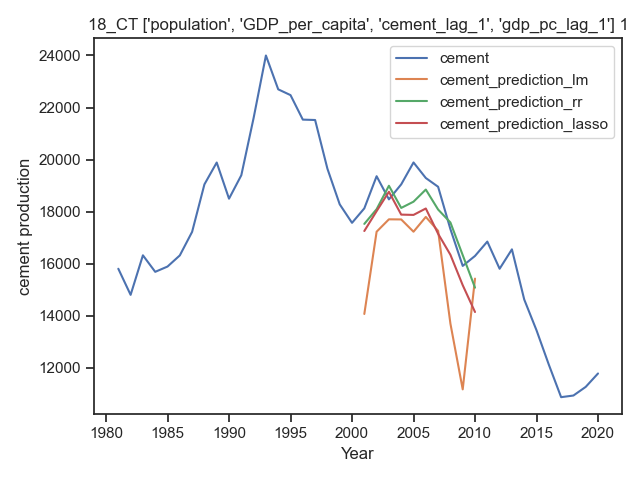 18_CT ['population', 'GDP_per_capita', 'cement_lag_1', 'gdp_pc_lag_1'] 1
cement
cement_prediction_lm
cement_prediction_rr
cement_prediction_lasso
cement production
24000
22000
20000
18000
16000
14000
12000
1980 1985 1990 1995 2000 2005 2010 2015 2020
Year